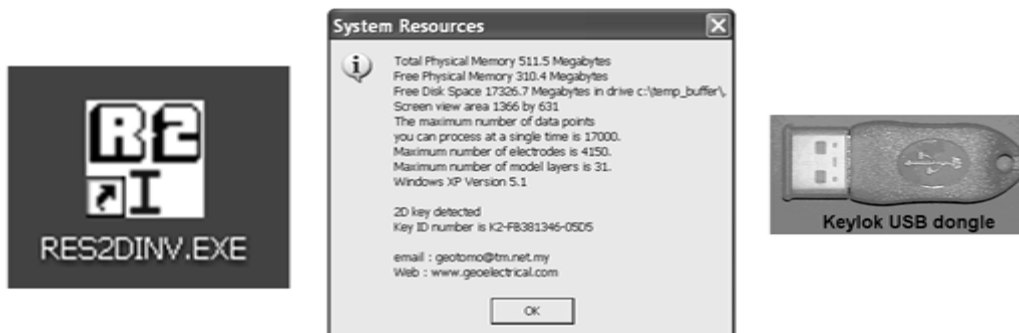 R2
I
RES2DINV.EXE
System Resources
Total Physical Memory 511.5 Megabytes
Free Physical Memory 310.4 Megabytes
Free Disk Space 17326.7 Megabytes in drive c:\temp_buffer\.
Screen view area 1366 by 631
The maximum number of data points
you can process at a single time is 17000.
Maximum number of electrodes is 4150.
Maximum number of model layers is 31.
Windows XP Version 5.1
2D key detected
Key ID number is K2-FB381346-05D5
email : geotomo@tm.net.my
Web : www.geoelectrical.com
OK
Keylok USB dongle